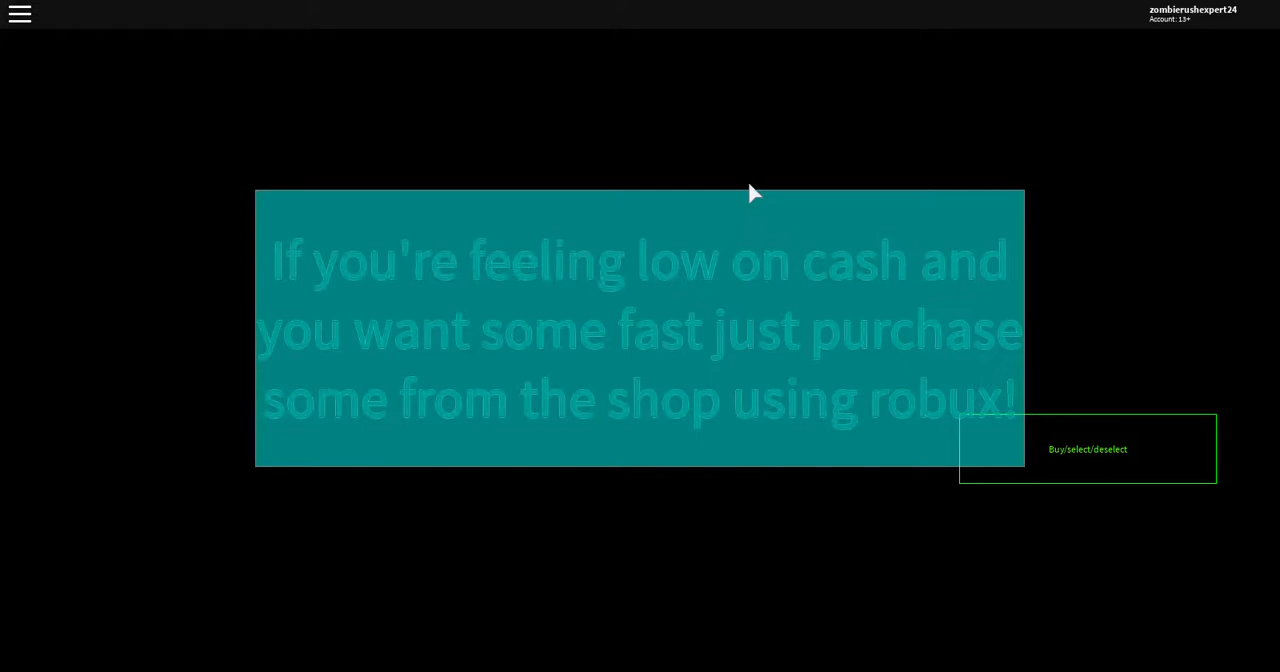 zombierushexpert24
Account: 13+
If you're feeling low on cash and
you want some fast just purchase
some from the shop using robux!
Buy/select/deselect